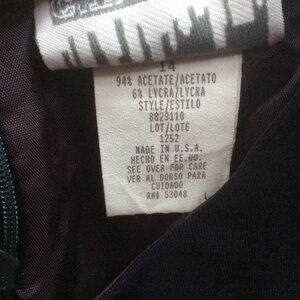 14
94% ACETATE/ACETATO
6% LYCRA/LYCRA
STYLE/ESTILO
8829110
LOT/LOTE
1252
MADE IN U.S.A.
HECHO EN EE.UU.
SEE OVER FOR CARE
VER AL DORSO PARA
CUIDADO
RN# 53048